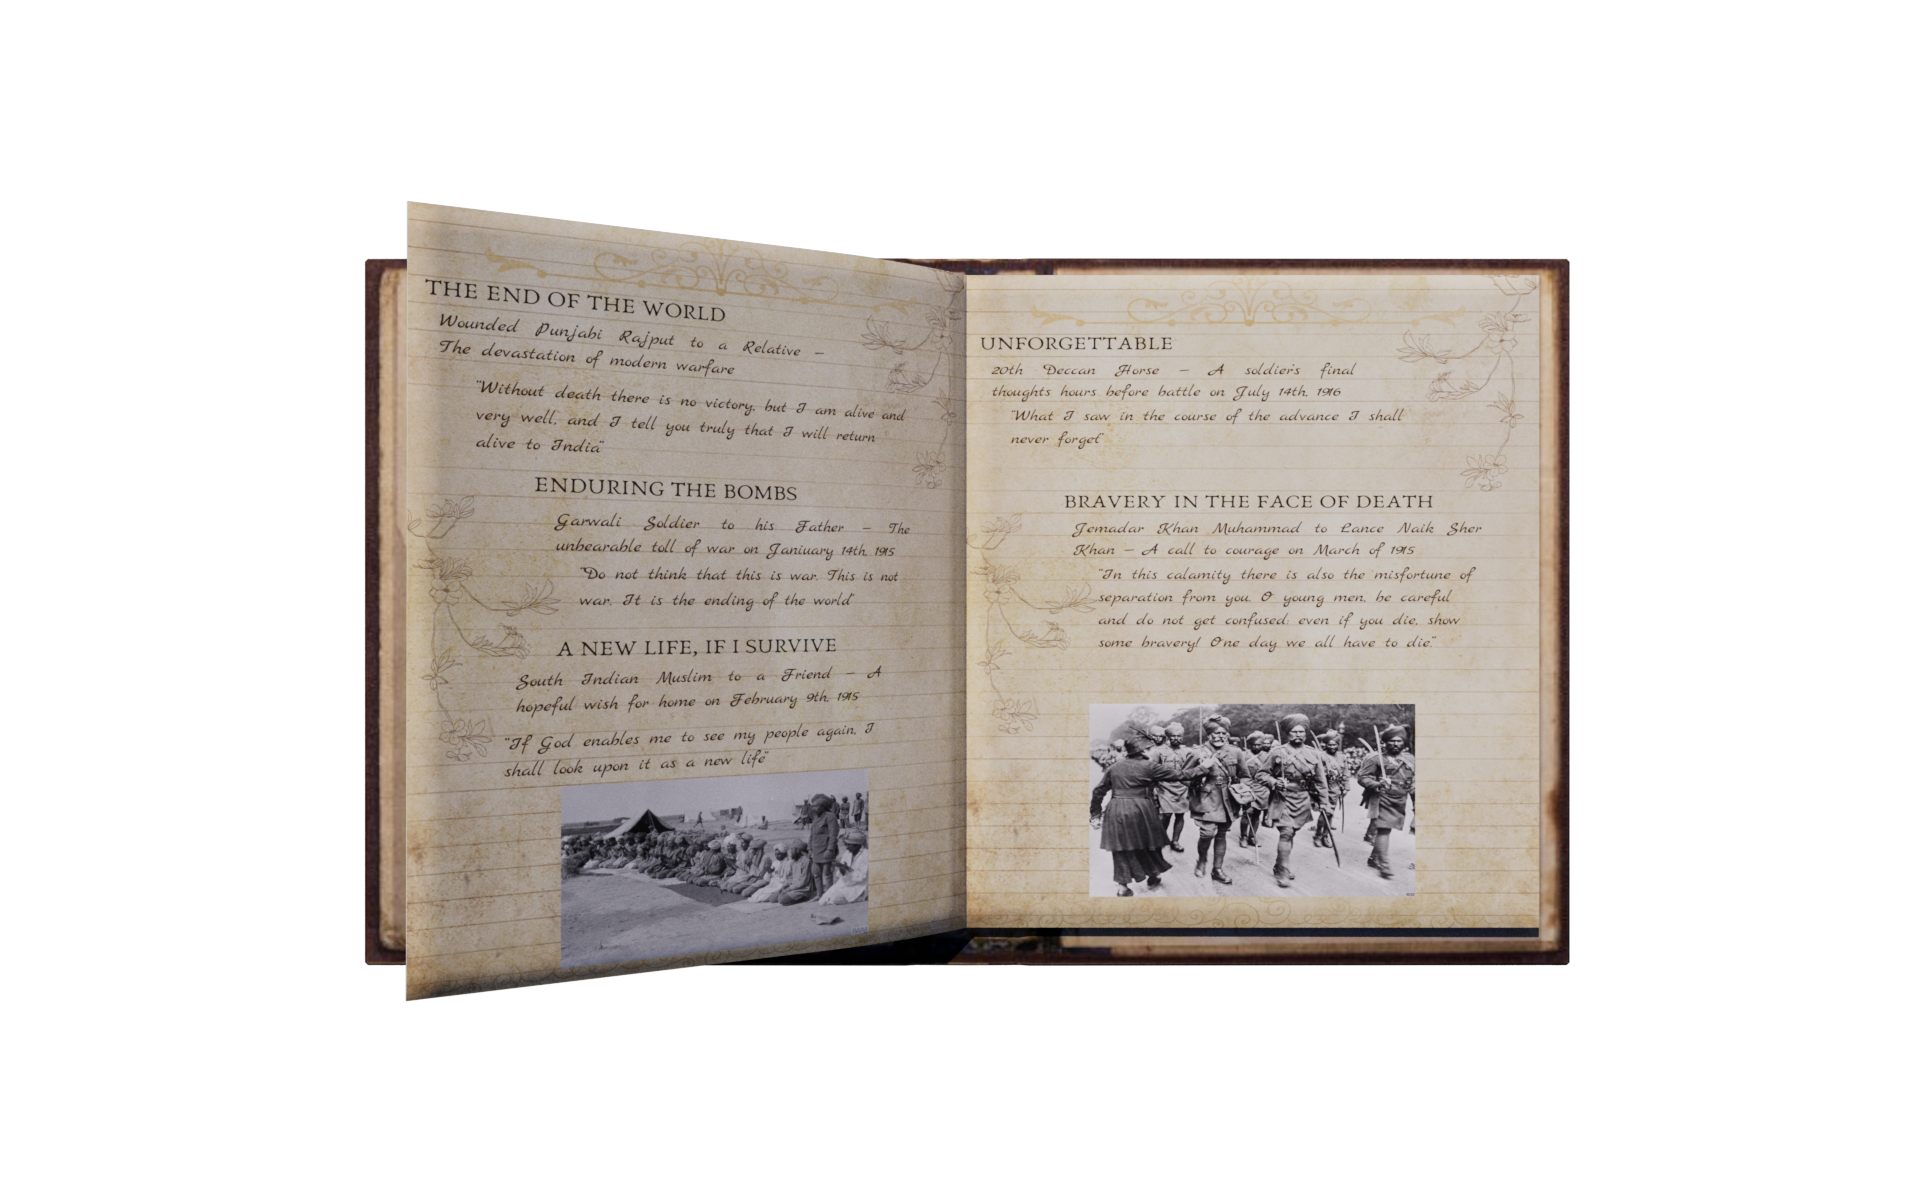 THE END OF THE WORLD
Wounded Punjabi Rajput to a Relative –
The devastation of modern warfare
"Without death there is no victory, but I am alive and
very well, and I tell you truly that I will return
alive to India"
ENDURING THE BOMBS
Garwali Soldier to his Father – The
unbearable toll of war on Janiuary 14th, 1915
"Do not think that this is war. This is not
war. It is the ending of the world"
A NEW LIFE, IF I SURVIVE
South Indian Muslim to a Friend – A
hopeful wish for home on February 9th, 1915
"If God enables me to see my people again, I
shall look upon it as a new life"
UNFORGETTABLE
20th Deccan Horse – A soldier's final
thoughts hours before battle on July 14th, 1916
"What I saw in the course of the advance I shall
never forget"
BRAVERY IN THE FACE OF DEATH
Jemadar Khan Muhammad to Lance Naik Sher
Khan – A call to courage on March of 1915
"In this calamity there is also the misfortune of
separation from you. O young men, be careful
and do not get confused; even if you die, show
some bravery! One day we all have to die."